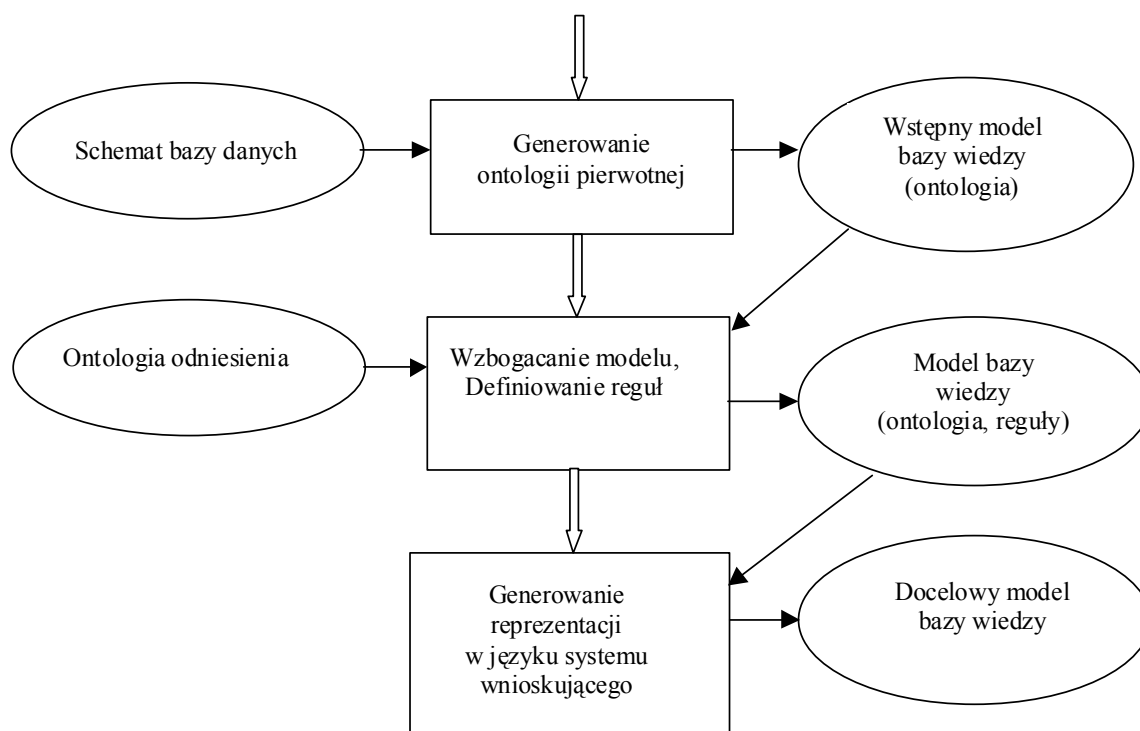 Schemat bazy danych
Generowanie
ontologii pierwotnej
Wstępny model
bazy wiedzy
(ontologia)
Ontologia odniesienia
Wzbogacanie modelu,
Definiowanie reguł
Model bazy
wiedzy
(ontologia, reguły)
Generowanie
reprezentacji
w języku systemu
wnioskującego
Docelowy model
bazy wiedzy